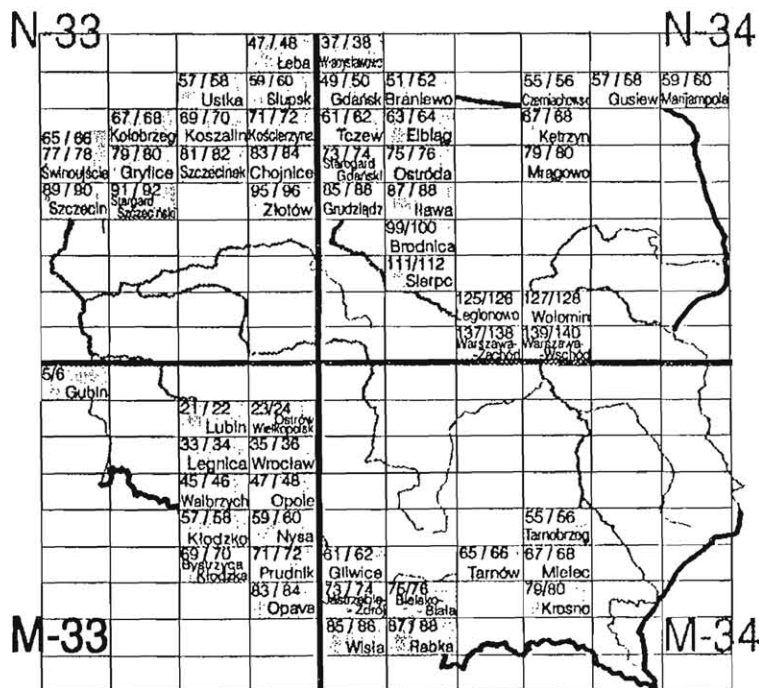 N-33 N-34
47 / 48 37 / 38
Łeba Władysławowo
57 / 58 59 / 60 49 / 50 51 / 52 55 / 56 57 / 58 59 / 60
Ustka Słupsk Gdańsk Braniewo Czerniachowsk Gusiew Marijampola
67 / 68 69 / 70 71 / 72 61 / 62 63 / 64 67 / 68
Kołobrzeg Koszalin Kościerzyna Tczew Elbląg Kętrzyn
65 / 66
77 / 78 79 / 80 81 / 82 83 / 84 73 / 74 75 / 76 79 / 80
Świnoujście Gryfice Szczecinek Chojnice Starogard Gdański Ostróda Mrągowo
89 / 90 91 / 92 95 / 96 85 / 86 87 / 88
Szczecin Stargard Szczeciński Złotów Grudziądz Iława
99/100
Brodnica
111/112
Sierpc
125/126 127/128
Legionowo Wołomin
137/138 139/140
Warszawa Warszawa
-Zachód -Wschód
5/6
Gubin
21 / 22 23/24
Lubin Ostrów Wielkopolski
33 / 34 35 / 36
Legnica Wrocław
45 / 46 47 / 48
Wałbrzych Opole
57 / 58 59 / 60 55 / 56
Kłodzko Nysa Tarnobrzeg
69 / 70 71 / 72 61 / 62 65 / 66 67 / 68
Bystrzyca Kłodzka Prudnik Gliwice Tarnów Mielec
83 / 84 73 / 74 75/76 79/80
Opava Jastrzębie-Zdrój Bielsko-Biała Krosno
85 / 86 87 / 88
Wisła Rabka
M-33 M-34